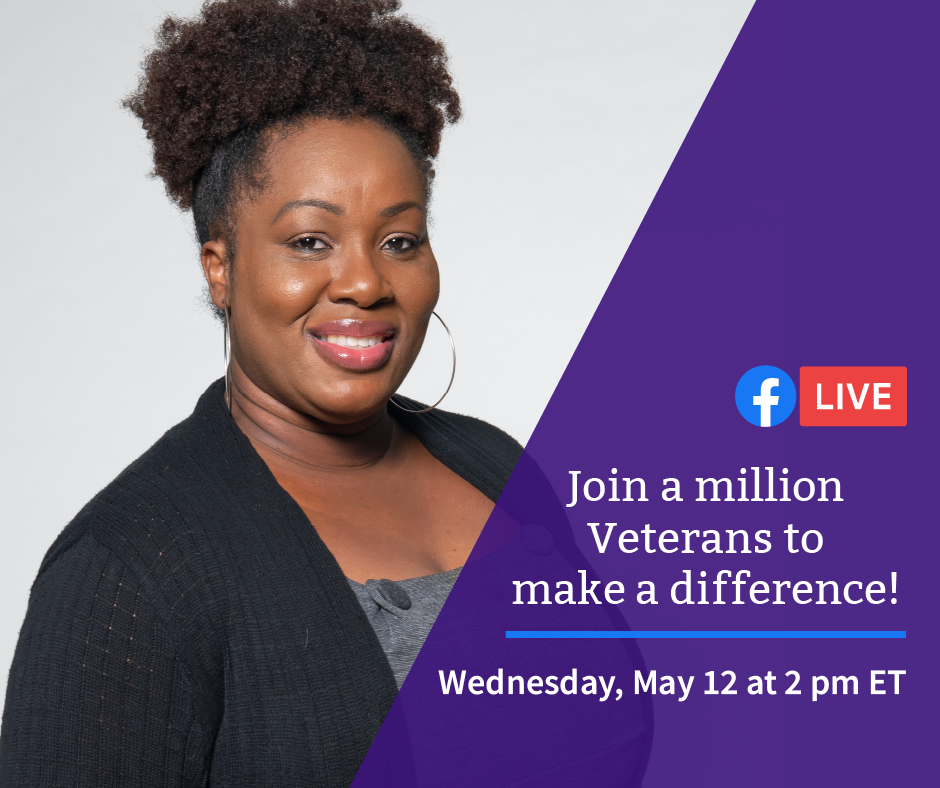 LIVE
Join a million
Veterans to
make a difference!
Wednesday, May 12 at 2 pm ET